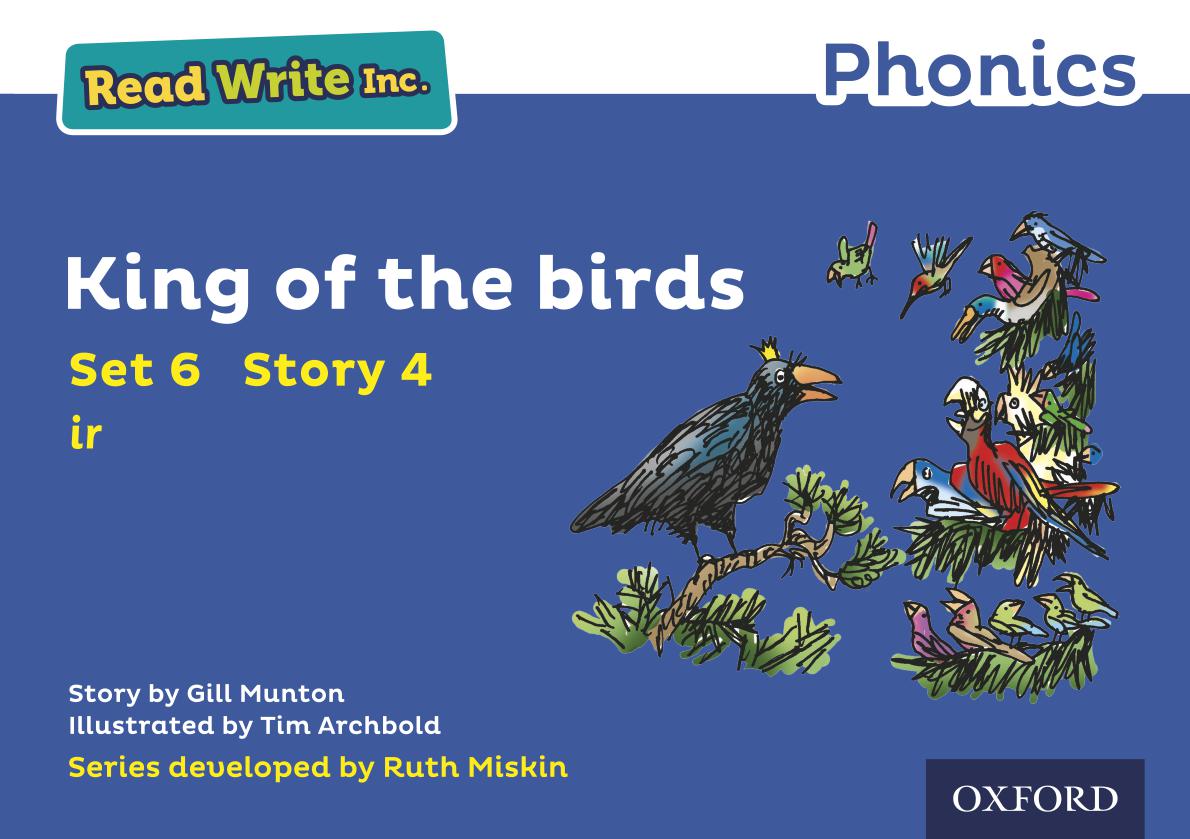 Read Write Inc.
Phonics
King of the birds
Set 6 Story 4
ir
Story by Gill Munton
Illustrated by Tim Archbold
Series developed by Ruth Miskin
OXFORD